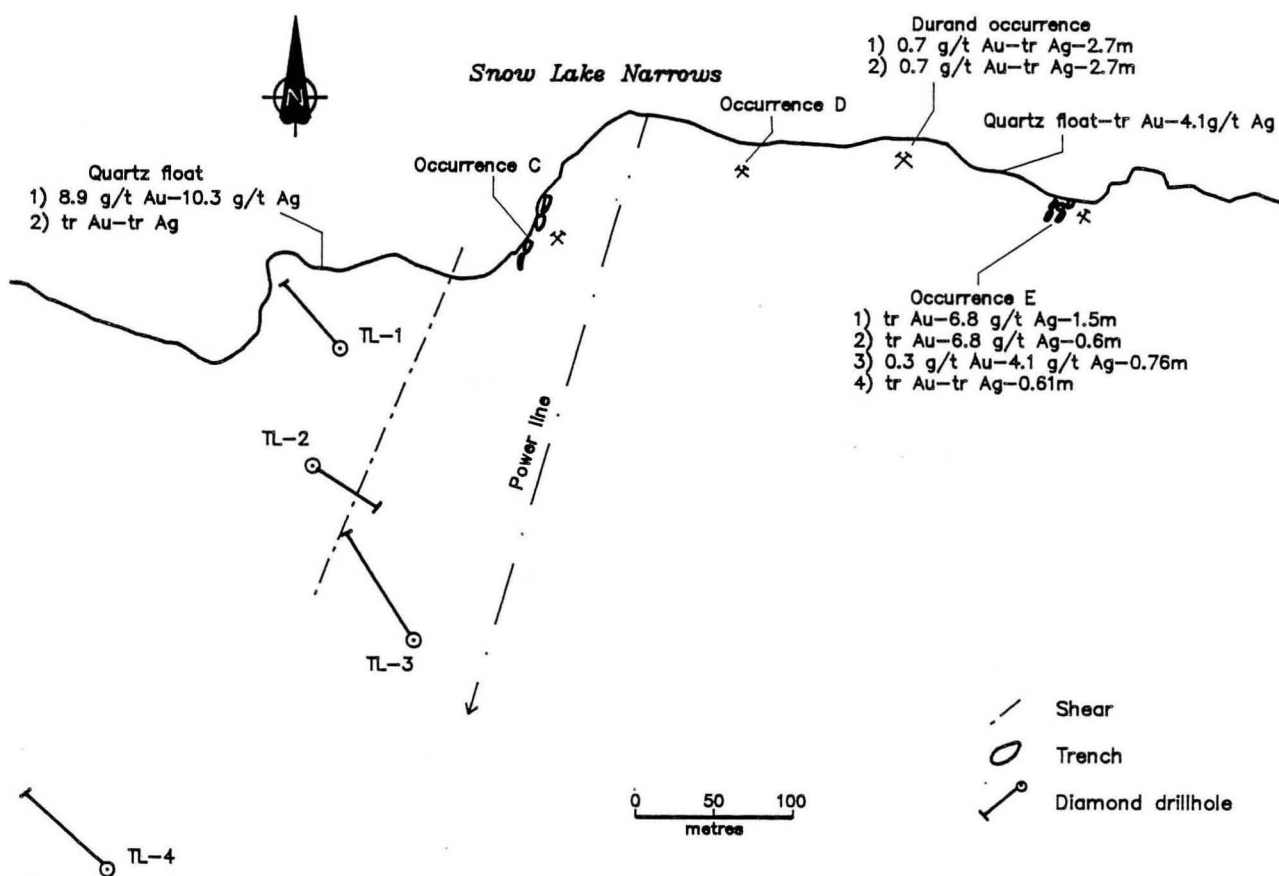 Durand occurrence
1) 0.7 g/t Au-tr Ag-2.7m
2) 0.7 g/t Au-tr Ag-2.7m
N
Snow Lake Narrows
Occurrence D
Quartz float-tr Au-4.1g/t Ag
Occurrence C
Quartz float
1) 8.9 g/t Au-10.3 g/t Ag
2) tr Au-tr Ag
Occurrence E
1) tr Au-6.8 g/t Ag-1.5m
2) tr Au-6.8 g/t Ag-0.6m
3) 0.3 g/t Au-4.1 g/t Ag-0.76m
4) tr Au-tr Ag-0.61m
TL-1
TL-2
Power line
TL-3
Shear
Trench
Diamond drillhole
0 50 100
metres
TL-4